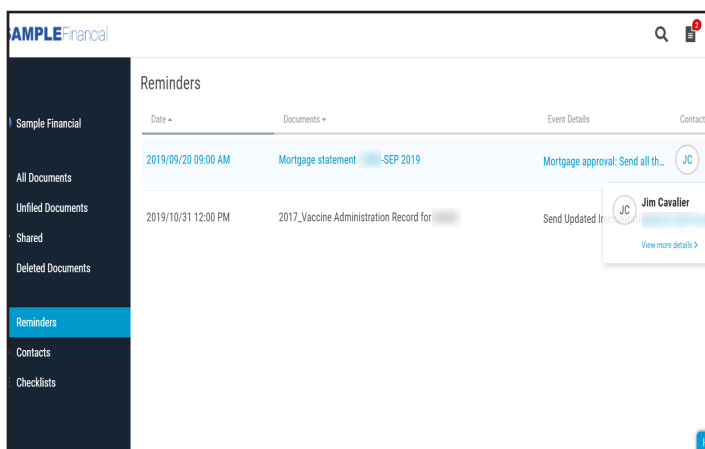 SAMPLEFinancial
2
Reminders
Date Documents Event Details Contact
Sample Financial
2019/09/20 09:00 AM Mortgage statement -SEP 2019 Mortgage approval: Send all th... JC
All Documents
Unfiled Documents
Shared
Deleted Documents
2019/10/31 12:00 PM 2017_Vaccine Administration Record for Send Updated
JC Jim Cavalier
View more details >
Reminders
Contacts
Checklists